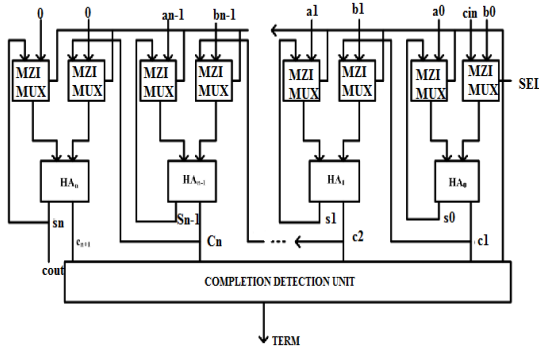 0 0 an-1 bn-1 a1 b1 a0 cin b0
MZI MUX MZI MUX MZI MUX MZI MUX MZI MUX MZI MUX MZI MUX MZI MUX SEL
HAn HAn-1 HA1 HA0
sn Sn-1 s1 s0
cn+1 Cn c2 c1
cout
COMPLETION DETECTION UNIT
TERM